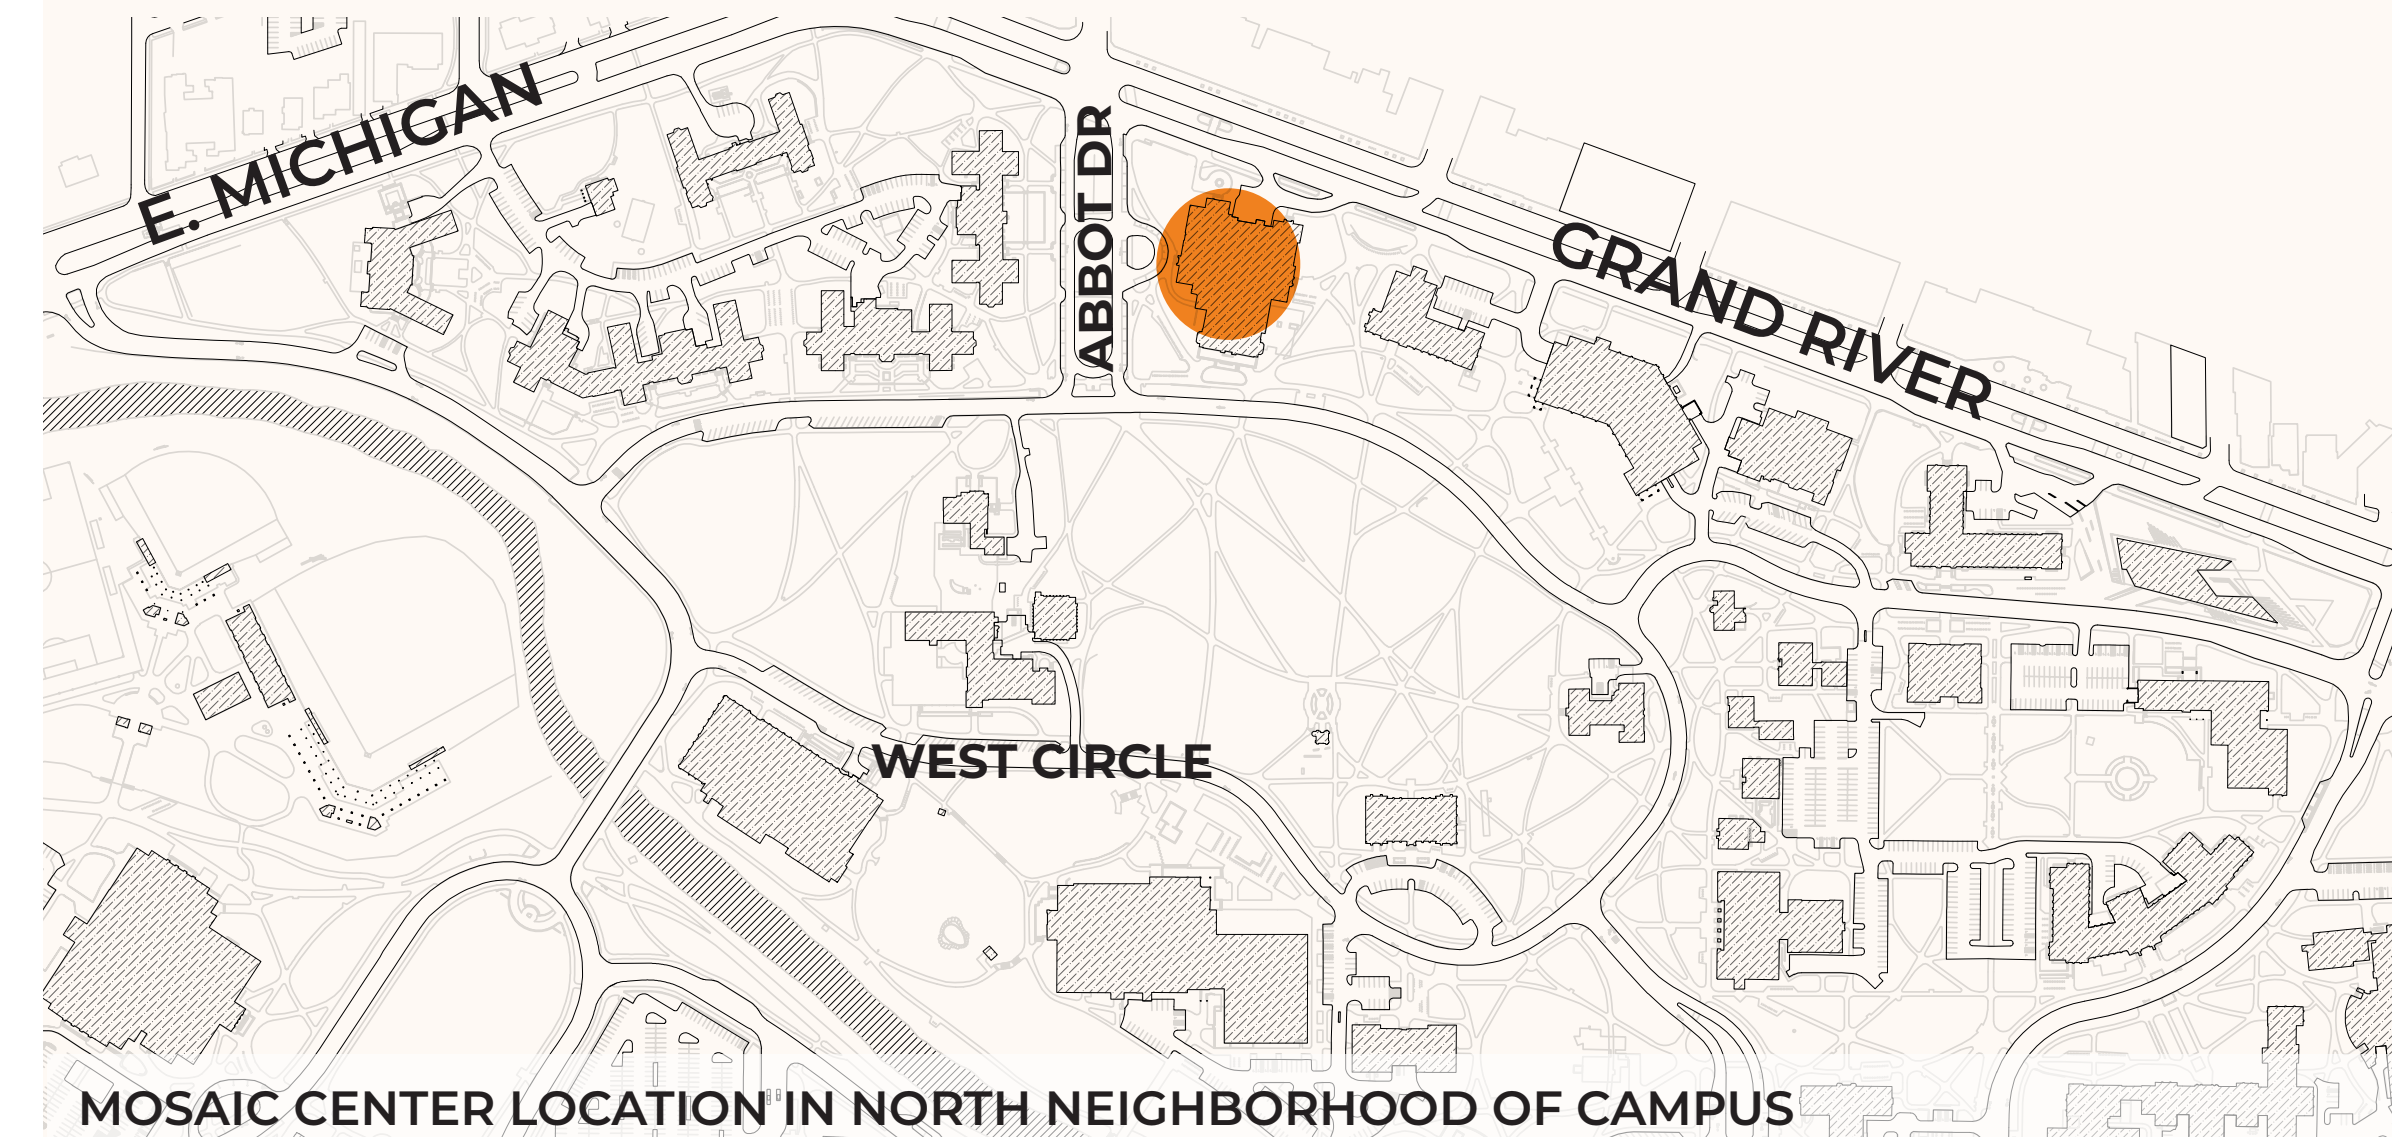 E. MICHIGAN
ABBOT DR
GRAND RIVER
WEST CIRCLE
MOSAIC CENTER LOCATION IN NORTH NEIGHBORHOOD OF CAMPUS